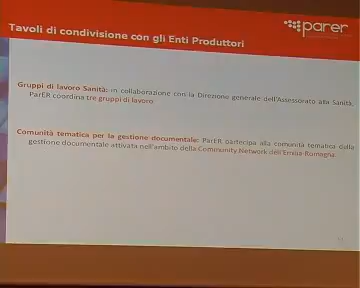 Tavoli di condivisione con gli Enti Produttori
parer
Gruppi di lavoro Sanità: in collaborazione con la Direzione generale dell'Assessorato alla Sanità,
ParER coordina tre gruppi di lavoro
Comunità tematica per la gestione documentale: ParER partecipa alla comunità tematica della
gestione documentale attivata nell'ambito della Community Network dell'Emilia-Romagna.